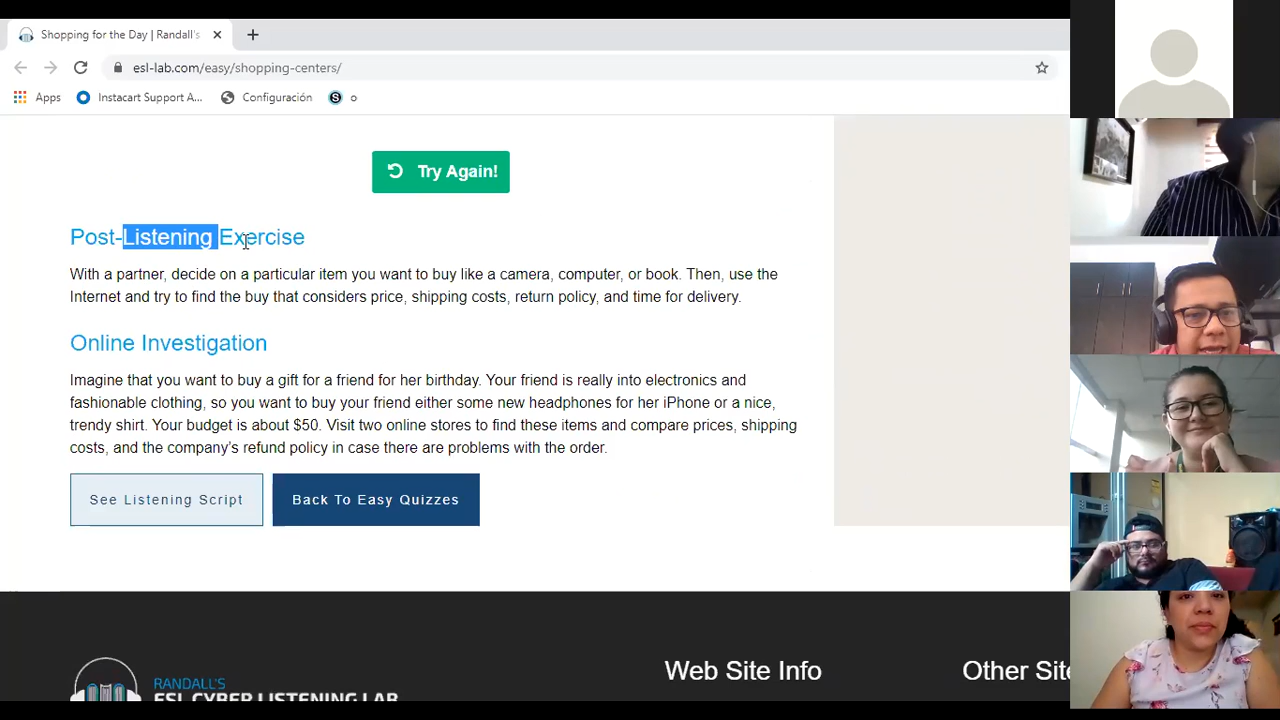 Shopping for the Day | Randall's
esl-lab.com/easy/shopping-centers/
Apps Instacart Support A... Configuración o
Try Again!
Post-Listening Exercise
With a partner, decide on a particular item you want to buy like a camera, computer, or book. Then, use the
Internet and try to find the buy that considers price, shipping costs, return policy, and time for delivery.
Online Investigation
Imagine that you want to buy a gift for a friend for her birthday. Your friend is really into electronics and
fashionable clothing, so you want to buy your friend either some new headphones for her iPhone or a nice,
trendy shirt. Your budget is about $50. Visit two online stores to find these items and compare prices, shipping
costs, and the company's refund policy in case there are problems with the order.
See Listening Script Back To Easy Quizzes
RANDALL'S
ESL CYBER LISTENING LAB
Web Site Info
Other Site